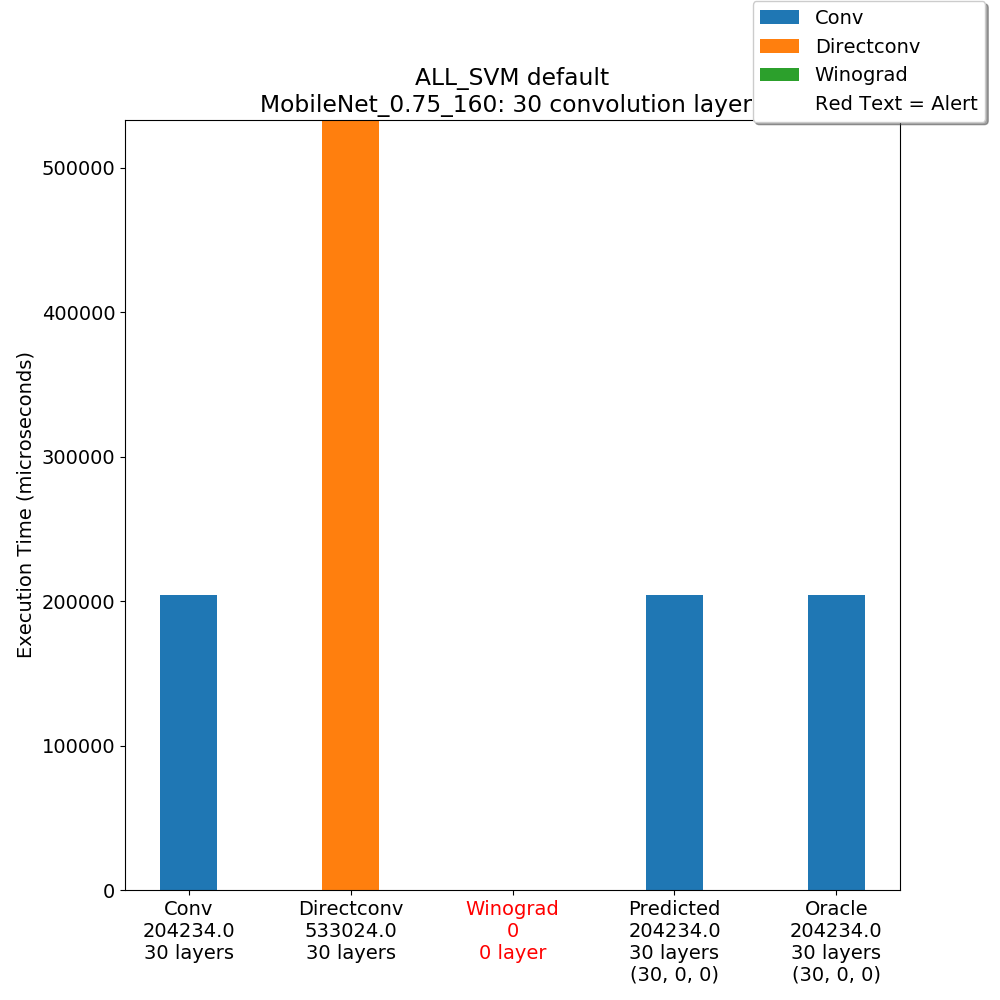 Conv
Directconv
Winograd
Red Text = Alert
ALL_SVM default
MobileNet_0.75_160: 30 convolution layer
Execution Time (microseconds)
500000
400000
300000
200000
100000
0
Conv
204234.0
30 layers
Directconv
533024.0
30 layers
Winograd
0
0 layer
Predicted
204234.0
30 layers
(30, 0, 0)
Oracle
204234.0
30 layers
(30, 0, 0)